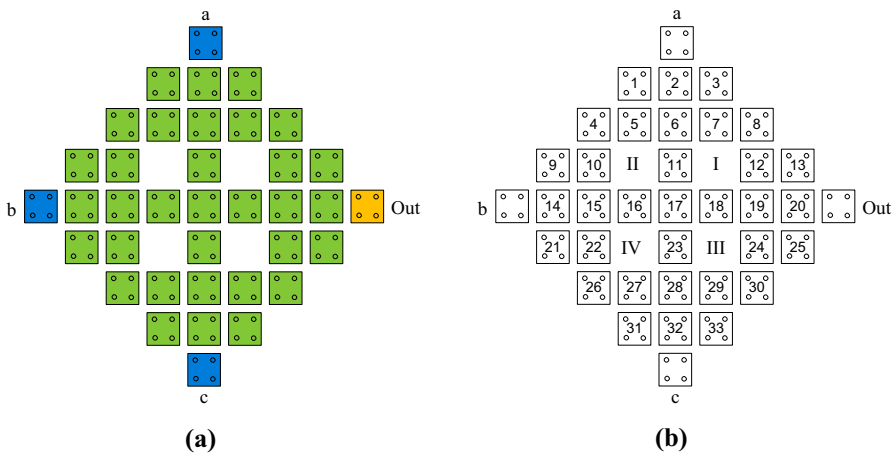 a
b
Out
c
(a)
a
1 2 3
4 5 6 7 8
9 10 II 11 I 12 13
b 14 15 16 17 18 19 20 Out
21 22 IV 23 III 24 25
26 27 28 29 30
31 32 33
c
(b)